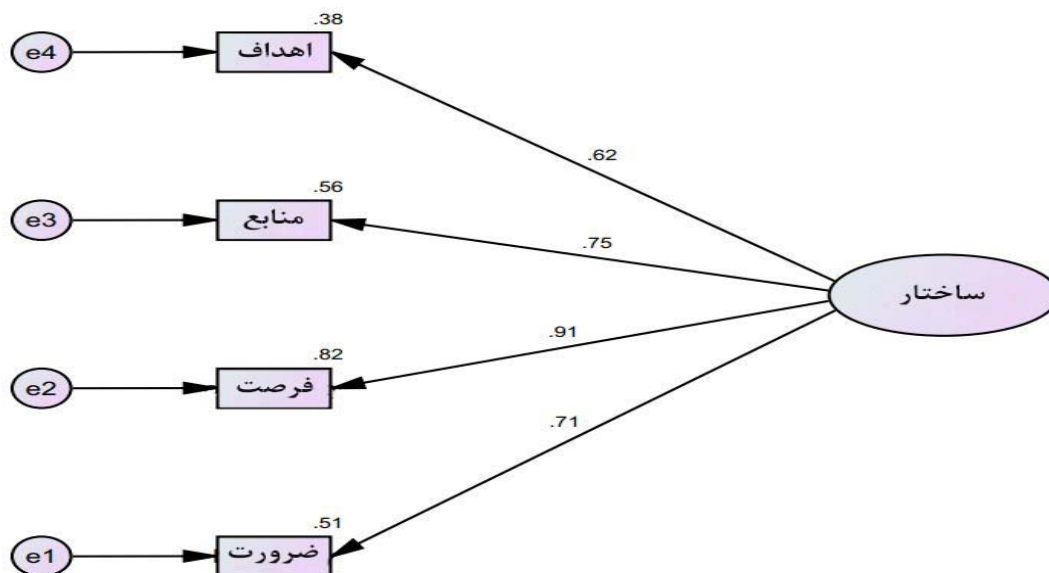 .38
e4
اهداف
.62
.56
e3
منابع
.75
ساختار
.91
.82
e2
فرصت
.71
.51
e1
ضرورت